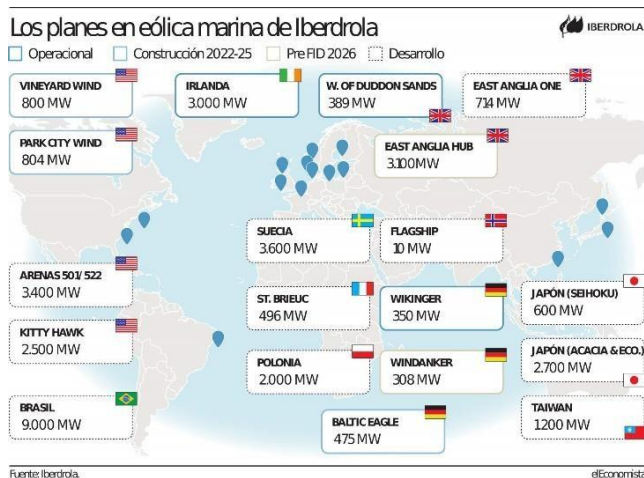 Los planes en eólica marina de Iberdrola
IBERDROLA
Operacional Construcción 2022-25 Pre FID 2026 Desarrollo
VINEYARD WIND
800 MW
IRLANDA
3.000 MW
W. OF DUDDON SANDS
389 MW
EAST ANGLIA ONE
714 MW
PARK CITY WIND
804 MW
EAST ANGLIA HUB
3.100MW
SUECIA
3.600 MW
FLAGSHIP
10 MW
ARENAS 501/ 522
3.400 MW
ST. BRIEUC
496 MW
WIKINGER
350 MW
JAPÓN (SEIHOKU)
600 MW
KITTY HAWK
2.500 MW
POLONIA
2.000 MW
WINDANKER
308 MW
JAPÓN (ACACIA & ECO.)
2.700 MW
BRASIL
9.000 MW
BALTIC EAGLE
475 MW
TAIWAN
1200 MW
Fuente: Iberdrola.
elEconomista